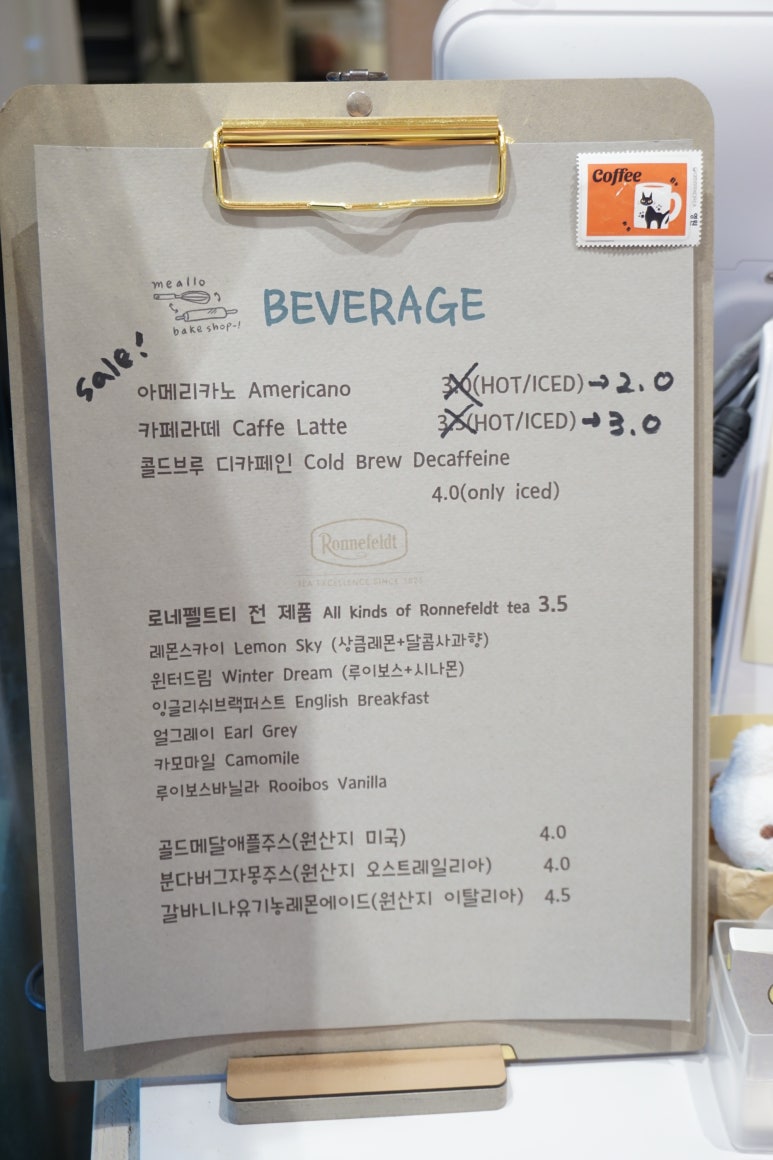 Coffee
meallo
bake shop-!
BEVERAGE
Sale!
아메리카노 Americano 3.0(HOT/ICED)→2.0
카페라떼 Caffe Latte 3.5(HOT/ICED)→3.0
콜드브루 디카페인 Cold Brew Decaffeine
4.0(only iced)
Ronnefeldt
TEA EXCELLENCE SINCE 1823
로네펠트티 전 제품 All kinds of Ronnefeldt tea 3.5
레몬스카이 Lemon Sky (상큼레몬+달콤사과향)
윈터드림 Winter Dream (루이보스+시나몬)
잉글리쉬브랙퍼스트 English Breakfast
얼그레이 Earl Grey
카모마일 Camomile
루이보스바닐라 Rooibos Vanilla
골드메달애플주스(원산지 미국) 4.0
분다버그자몽주스(원산지 오스트레일리아) 4.0
갈바니나유기농레몬에이드(원산지 이탈리아) 4.5